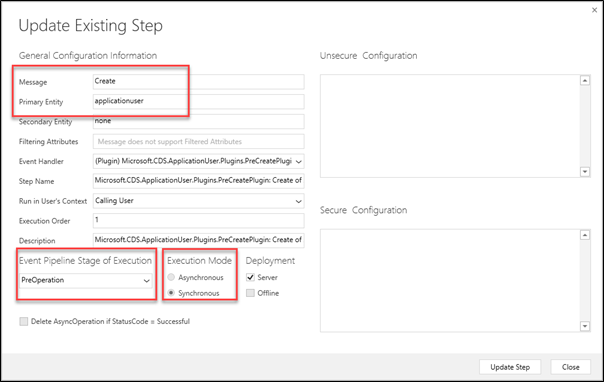 Update Existing Step
General Configuration Information
Message Create
Primary Entity applicationuser
Secondary Entity none
Filtering Attributes Message does not support Filtered Attributes
Event Handler (Plugin) Microsoft.CDS.ApplicationUser.Plugins.PreCreatePlugi
Step Name Microsoft.CDS.ApplicationUser.Plugins.PreCreatePlugin: Create of
Run in User's Context Calling User
Execution Order 1
Description Microsoft.CDS.ApplicationUser.Plugins.PreCreatePlugin: Create of
Event Pipeline Stage of Execution
PreOperation
Execution Mode
Asynchronous
Synchronous
Deployment
Server
Offline
Delete AsyncOperation if StatusCode = Successful
Unsecure Configuration
Secure Configuration
Update Step
Close